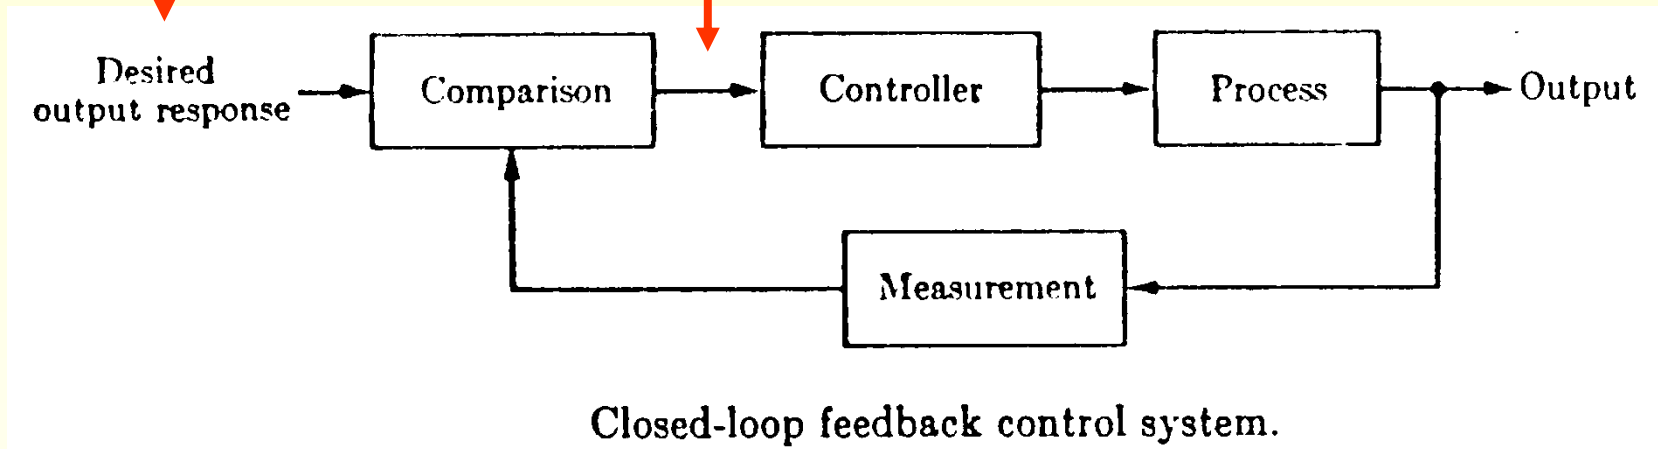 Desired
output response
Comparison
Controller
Process
Output
Measurement
Closed-loop feedback control system.